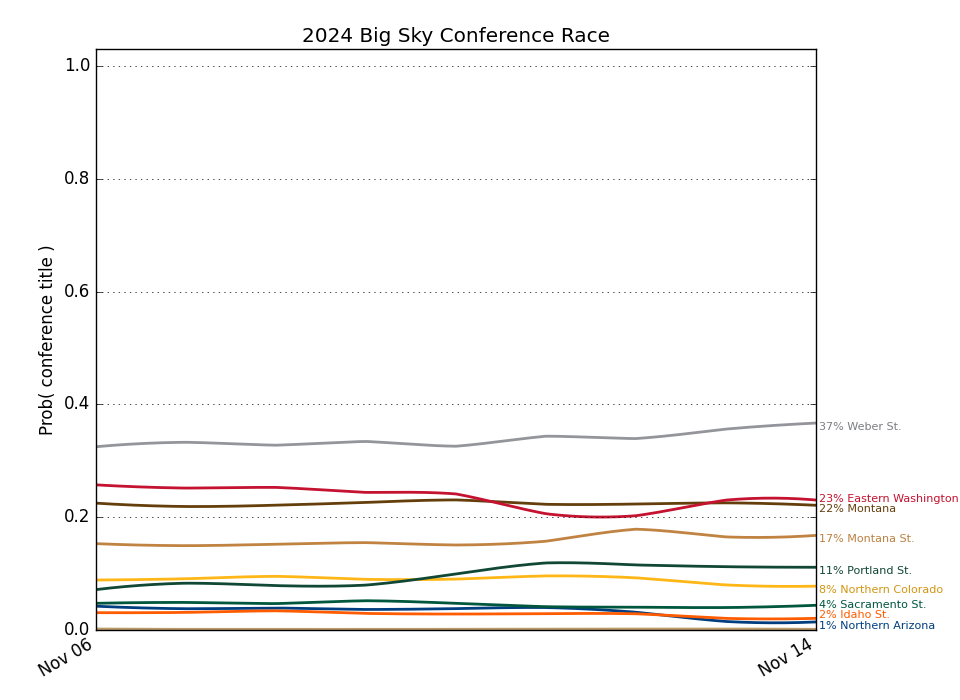 2024 Big Sky Conference Race
Prob( conference title )
1.0
0.8
0.6
0.4
0.2
0.0
Nov 06
Nov 14
37% Weber St.
23% Eastern Washington
22% Montana
17% Montana St.
11% Portland St.
8% Northern Colorado
4% Sacramento St.
2% Idaho St.
1% Northern Arizona